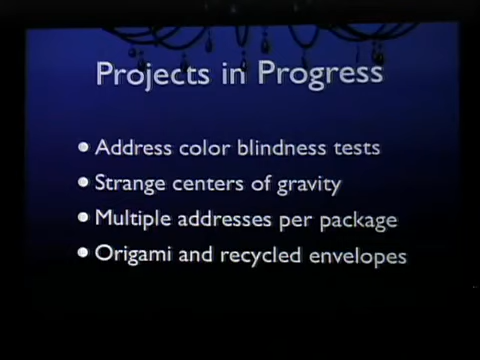 Projects in Progress
Address color blindness tests
Strange centers of gravity
Multiple addresses per package
Origami and recycled envelopes